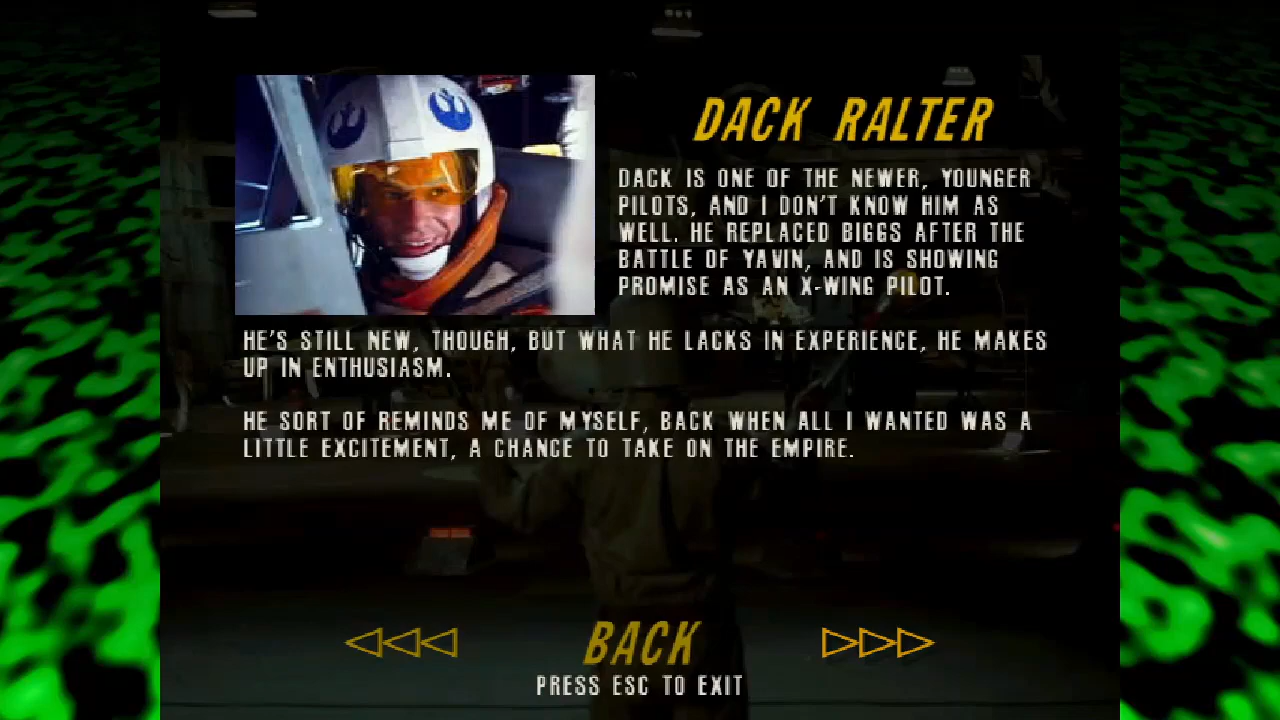 DACK RALTER
DACK IS ONE OF THE NEWER, YOUNGER
PILOTS, AND I DON'T KNOW HIM AS
WELL. HE REPLACED BIGGS AFTER THE
BATTLE OF YAVIN, AND IS SHOWING
PROMISE AS AN X-WING PILOT.
HE'S STILL NEW, THOUGH, BUT WHAT HE LACKS IN EXPERIENCE, HE MAKES
UP IN ENTHUSIASM.
HE SORT OF REMINDS ME OF MYSELF, BACK WHEN ALL I WANTED WAS A
LITTLE EXCITEMENT, A CHANCE TO TAKE ON THE EMPIRE.
BACK
PRESS ESC TO EXIT